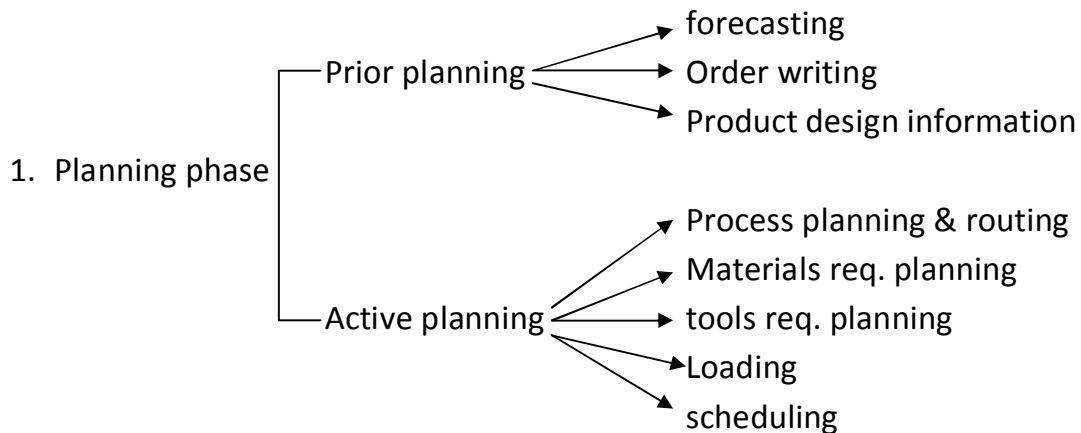 forecasting
Prior planning
Order writing
Product design information
1. Planning phase
Process planning & routing
Materials req. planning
Active planning
tools req. planning
Loading
scheduling